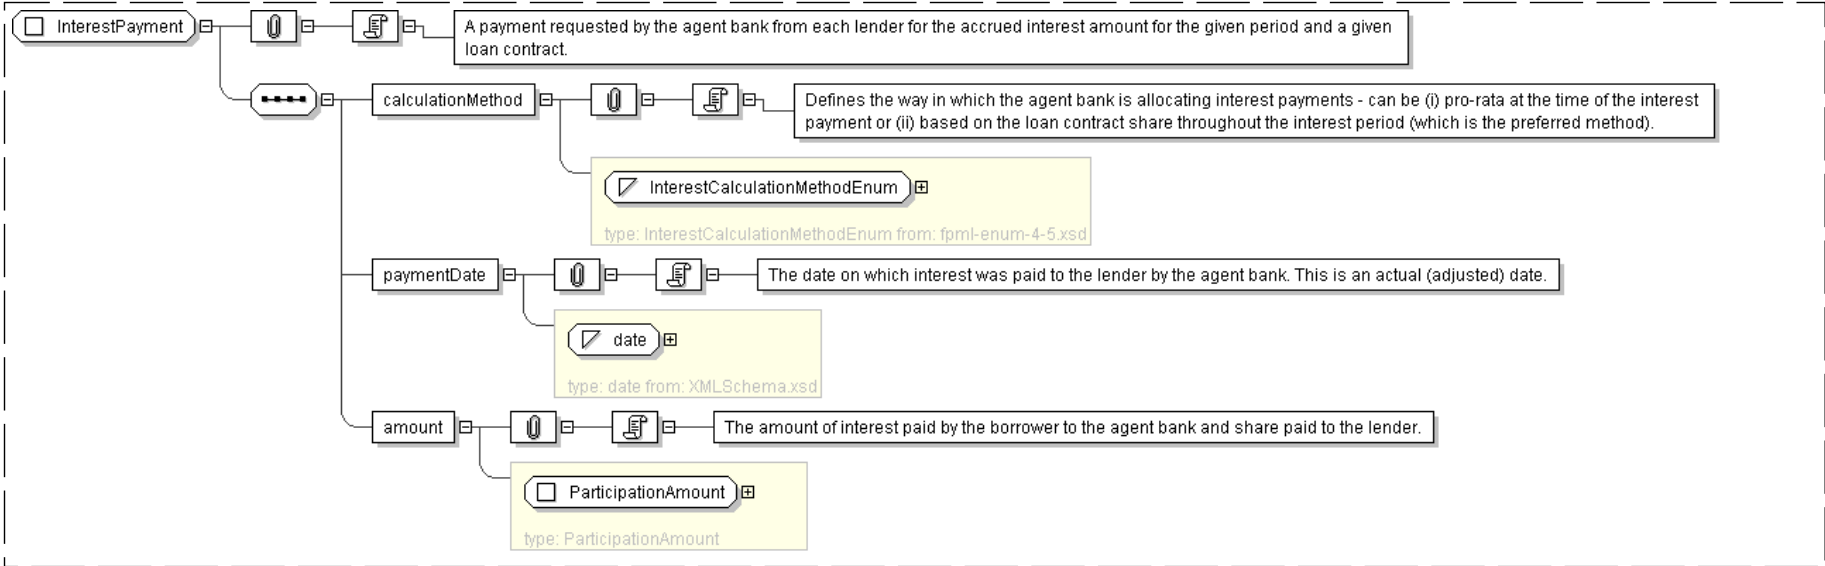 InterestPayment
A payment requested by the agent bank from each lender for the accrued interest amount for the given period and a given
loan contract.
calculationMethod
Defines the way in which the agent bank is allocating interest payments - can be (i) pro-rata at the time of the interest
payment or (ii) based on the loan contract share throughout the interest period (which is the preferred method).
InterestCalculationMethodEnum
type: InterestCalculationMethodEnum from: fpml-enum-4-5.xsd
paymentDate
The date on which interest was paid to the lender by the agent bank. This is an actual (adjusted) date.
date
type: date from: XMLSchema.xsd
amount
The amount of interest paid by the borrower to the agent bank and share paid to the lender.
ParticipationAmount
type: ParticipationAmount